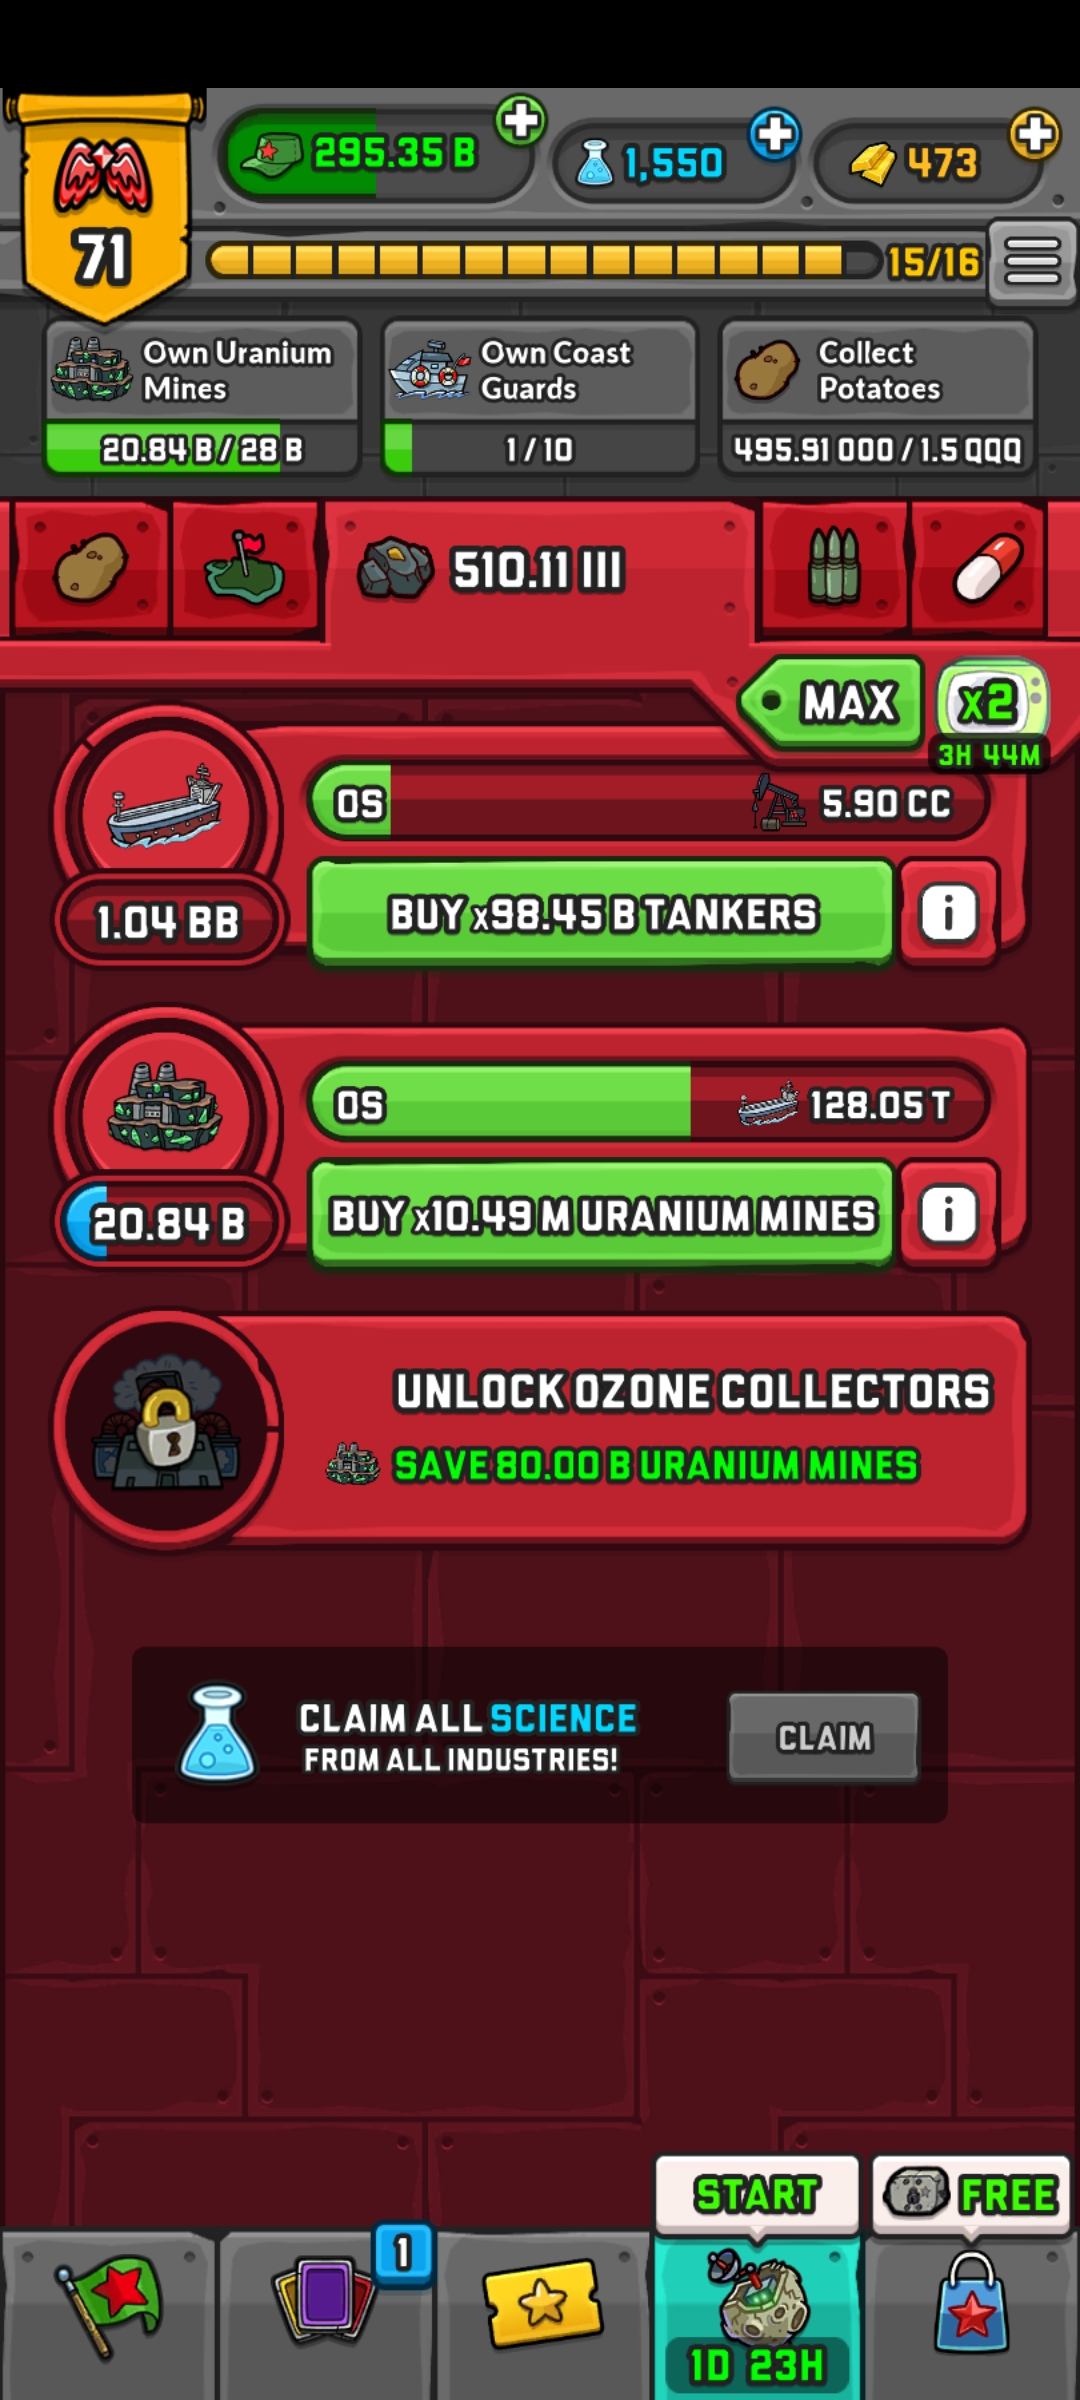 295.35 B
1,550
473
71
15/16
Own Uranium
Mines
20.84 B / 28 B
Own Coast
Guards
1 / 10
Collect
Potatoes
495.91 OOO / 1.5 QQQ
510.11 III
MAX
x2
3H 44M
0S
5.90 CC
1.04 BB
BUY x98.45 B TANKERS
i
0S
128.05 T
20.84 B
BUY x10.49 M URANIUM MINES
i
UNLOCK OZONE COLLECTORS
SAVE 80.00 B URANIUM MINES
CLAIM ALL SCIENCE
FROM ALL INDUSTRIES!
CLAIM
START
FREE
1
1D 23H